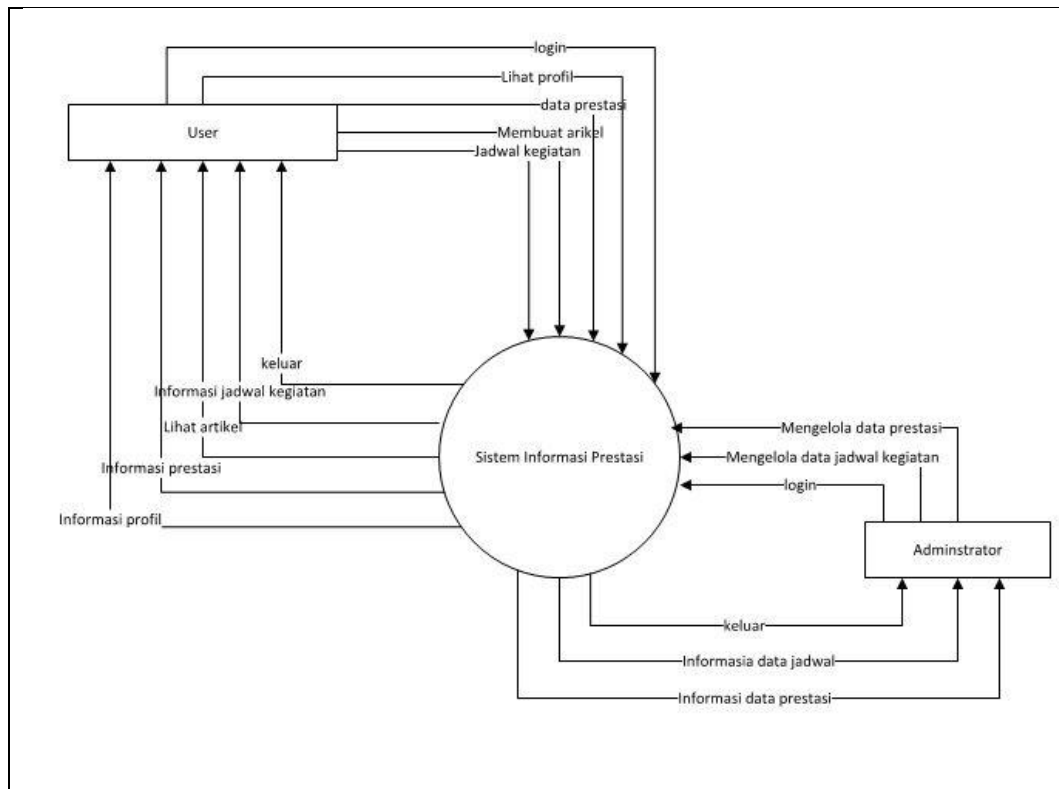 login
Lihat profil
data prestasi
User
Membuat arikel
Jadwal kegiatan
keluar
Informasi jadwal kegiatan
Lihat artikel
Informasi prestasi
Informasi profil
Sistem Informasi Prestasi
Mengelola data prestasi
Mengelola data jadwal kegiatan
login
Adminstrator
keluar
Informasia data jadwal
Informasi data prestasi